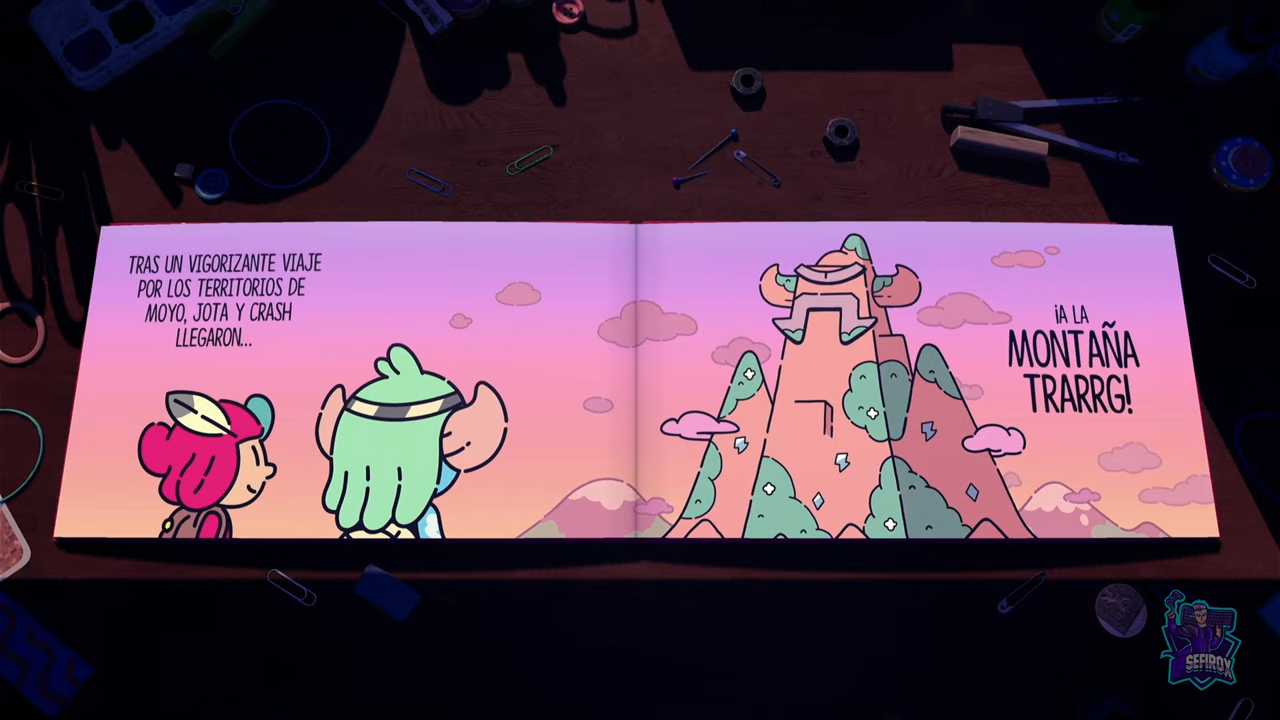 TRAS UN VIGORIZANTE VIAJE
POR LOS TERRITORIOS DE
MOYO, JOTA Y CRASH
LLEGARON...
¡A LA
MONTAÑA
TRARRG!
SEFIROX